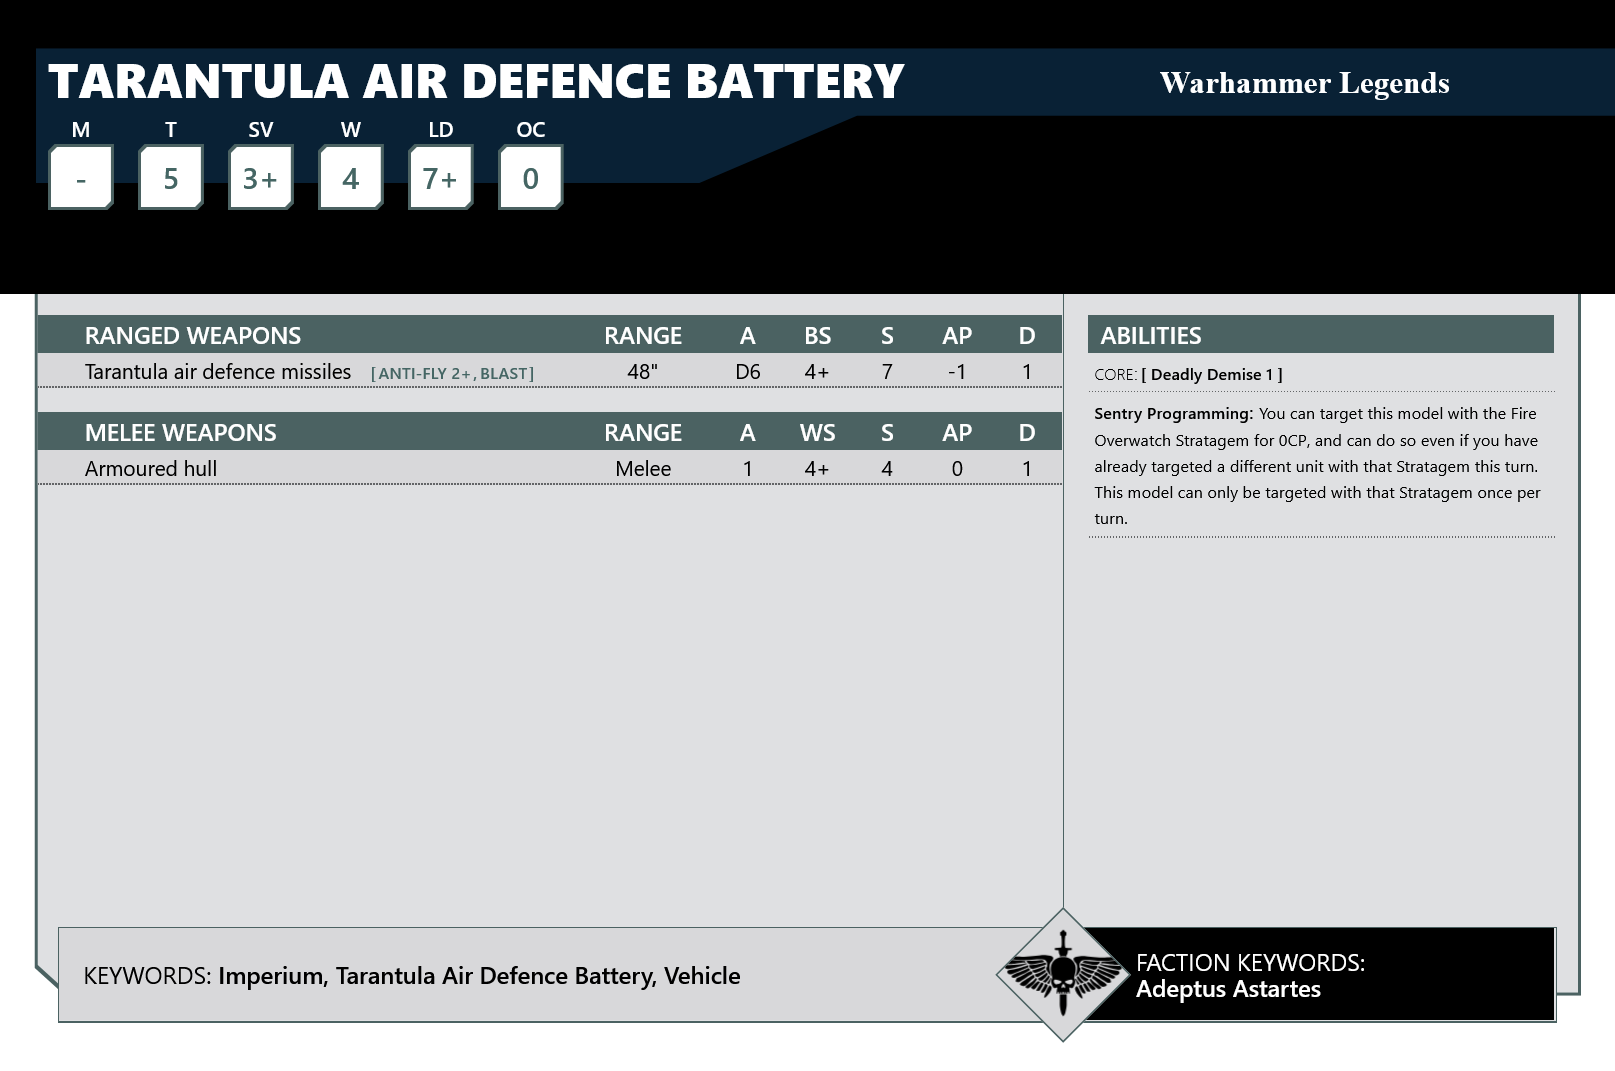 TARANTULA AIR DEFENCE BATTERY
Warhammer Legends
M T SV W LD OC
- 5 3+ 4 7+ 0
RANGED WEAPONS RANGE A BS S AP D
Tarantula air defence missiles [ANTI-FLY 2+, BLAST] 48" D6 4+ 7 -1 1
MELEE WEAPONS RANGE A WS S AP D
Armoured hull Melee 1 4+ 4 0 1
ABILITIES
CORE: [ Deadly Demise 1 ]
Sentry Programming: You can target this model with the Fire
Overwatch Stratagem for 0CP, and can do so even if you have
already targeted a different unit with that Stratagem this turn.
This model can only be targeted with that Stratagem once per
turn.
KEYWORDS: Imperium, Tarantula Air Defence Battery, Vehicle
FACTION KEYWORDS:
Adeptus Astartes